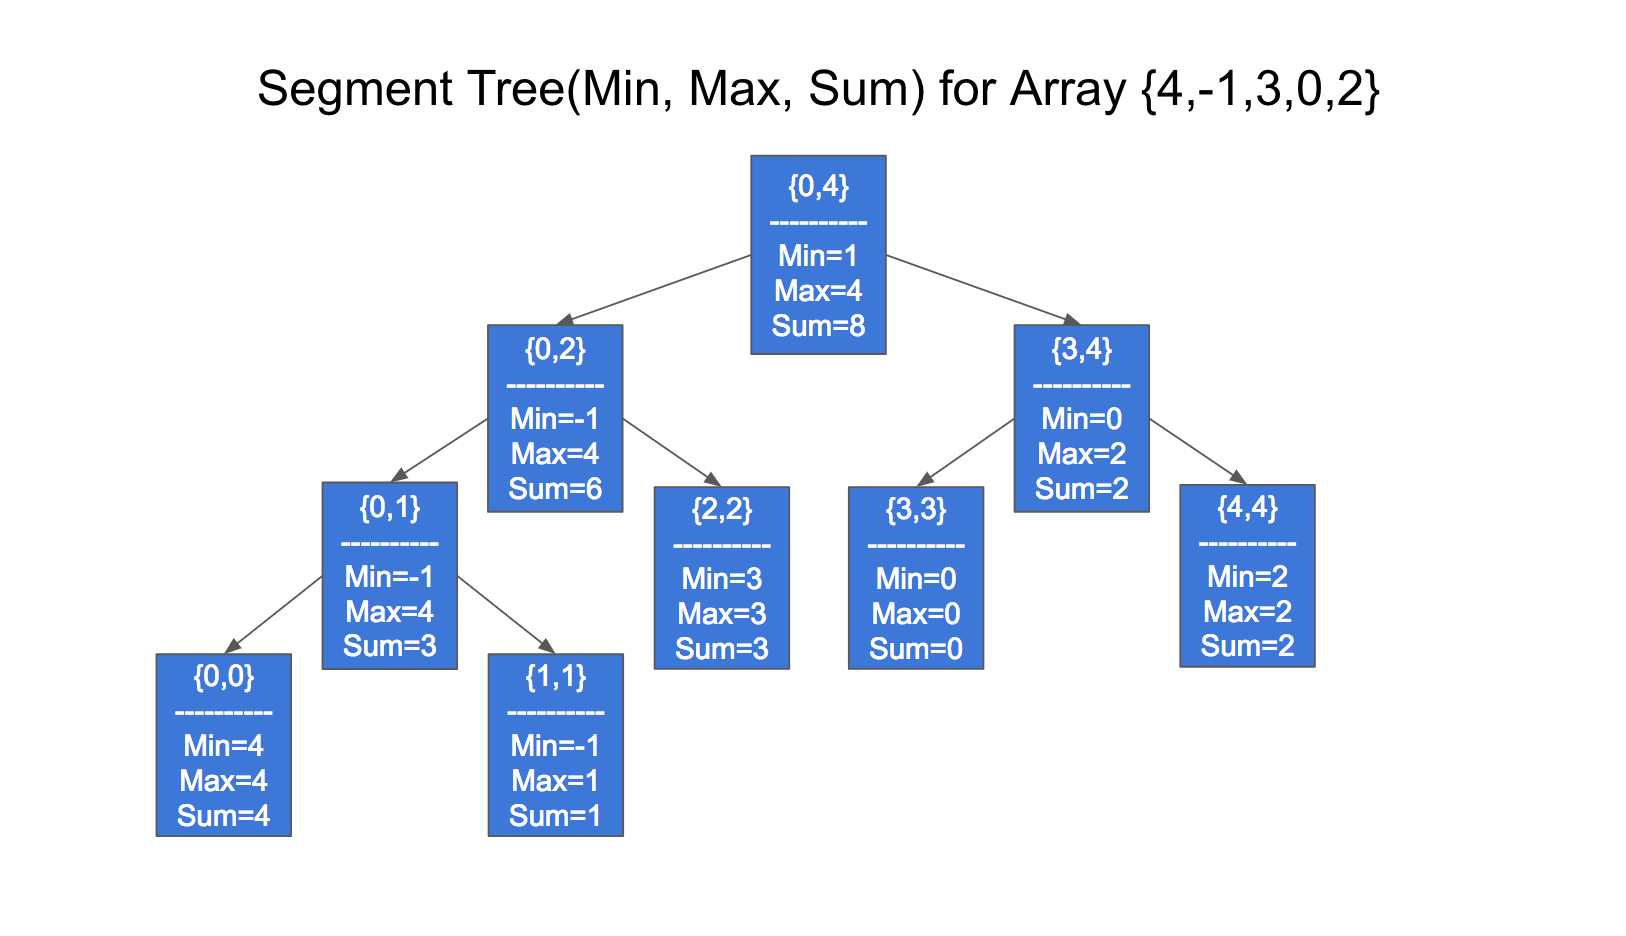 Segment Tree(Min, Max, Sum) for Array {4,-1,3,0,2}
{0,4}
----------
Min=1
Max=4
Sum=8
{0,2}
----------
Min=-1
Max=4
Sum=6
{3,4}
----------
Min=0
Max=2
Sum=2
{0,1}
----------
Min=-1
Max=4
Sum=3
{2,2}
----------
Min=3
Max=3
Sum=3
{3,3}
----------
Min=0
Max=0
Sum=0
{4,4}
----------
Min=2
Max=2
Sum=2
{0,0}
----------
Min=4
Max=4
Sum=4
{1,1}
----------
Min=-1
Max=1
Sum=1